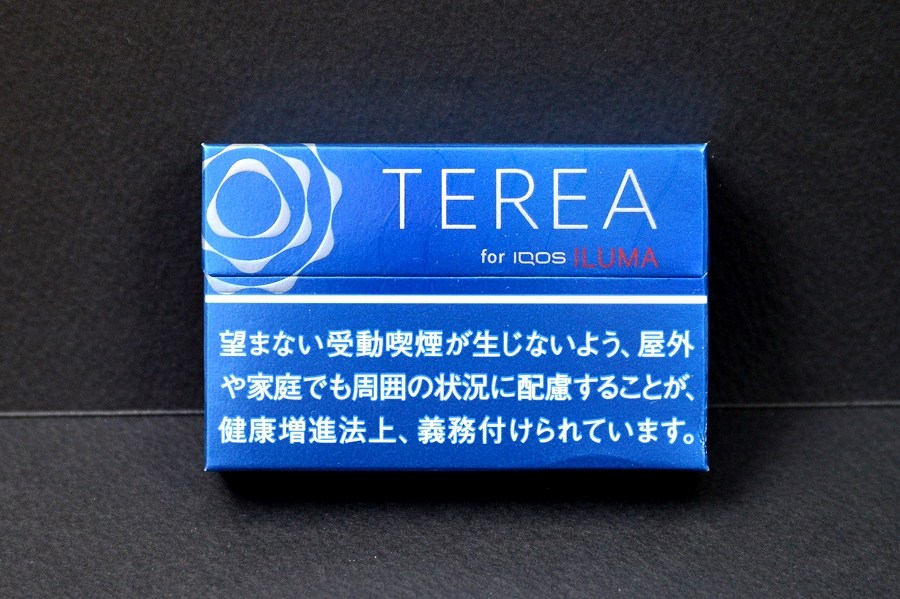 TEREA
for IQOS ILUMA
望まない受動喫煙が生じないよう、屋外
や家庭でも周囲の状況に配慮することが、
健康増進法上、義務付けられています。